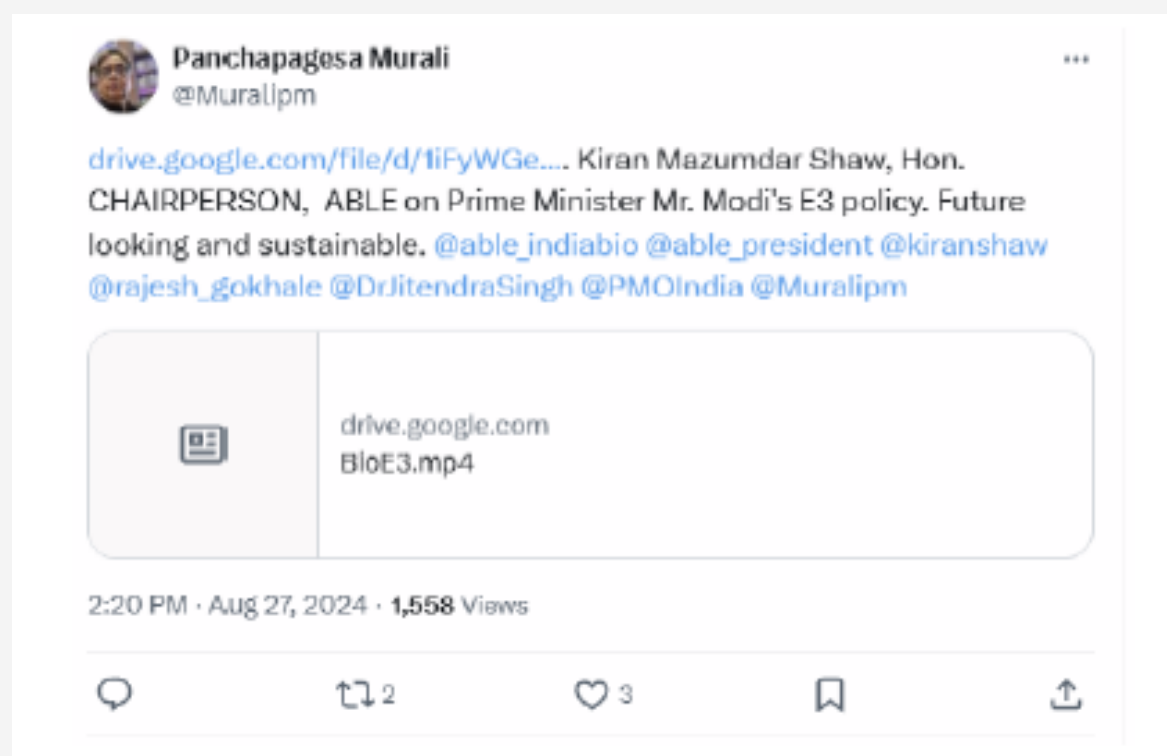 Panchapagesa Murali
@Muralipm
drive.google.com/file/d/1iFyWGe.... Kiran Mazumdar Shaw, Hon.
CHAIRPERSON, ABLE on Prime Minister Mr. Modi's E3 policy. Future
looking and sustainable. @able_indiabio @able_president @kiranshaw
@rajesh_gokhale @DrJitendraSingh @PMOIndia @Muralipm
drive.google.com
BioE3.mp4
2:20 PM · Aug 27, 2024 · 1,558 Views
2 3